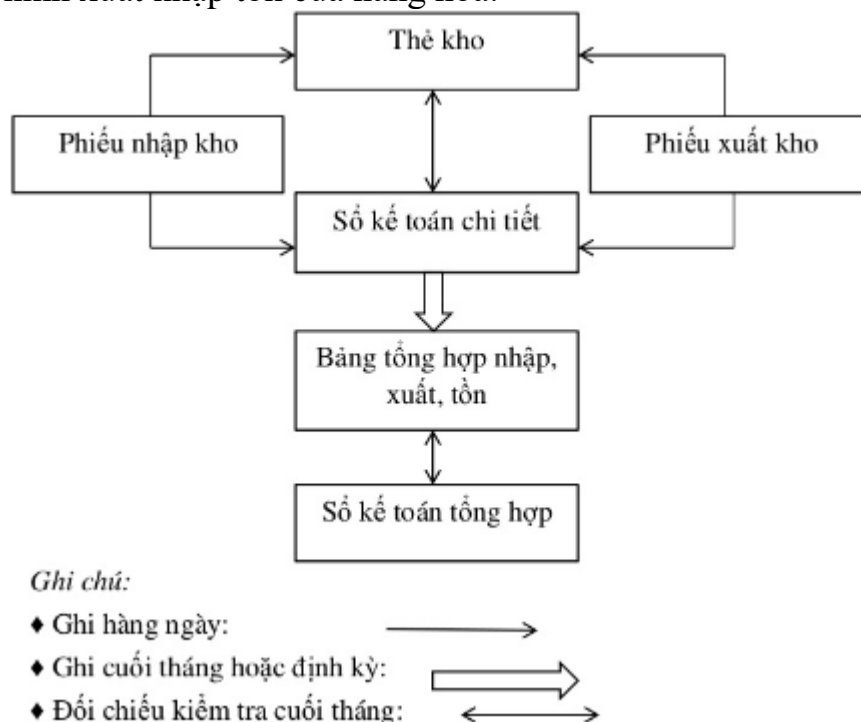 Thẻ kho
Phiếu nhập kho
Phiếu xuất kho
Sổ kế toán chi tiết
Bảng tổng hợp nhập,
xuất, tồn
Sổ kế toán tổng hợp
Ghi chú:
♦ Ghi hàng ngày:
♦ Ghi cuối tháng hoặc định kỳ:
♦ Đối chiếu kiểm tra cuối tháng: